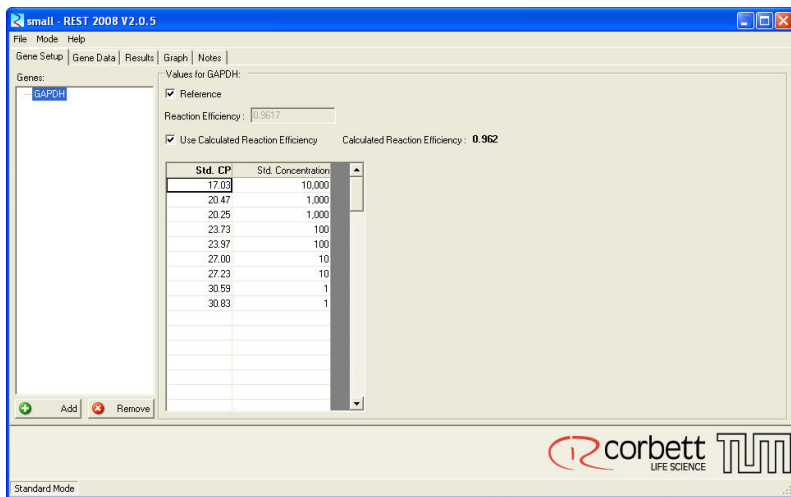 small - REST 2008 V2.0.5
File Mode Help
Gene Setup Gene Data Results Graph Notes
Genes:
GAPDH
Add Remove
Values for GAPDH:
Reference
Reaction Efficiency : 0.9617
Use Calculated Reaction Efficiency Calculated Reaction Efficiency : 0.962
Std. CP Std. Concentration
17.03 10,000
20.47 1,000
20.25 1,000
23.73 100
23.97 100
27.00 10
27.23 10
30.59 1
30.83 1
corbett
LIFE SCIENCE
TUM
Standard Mode